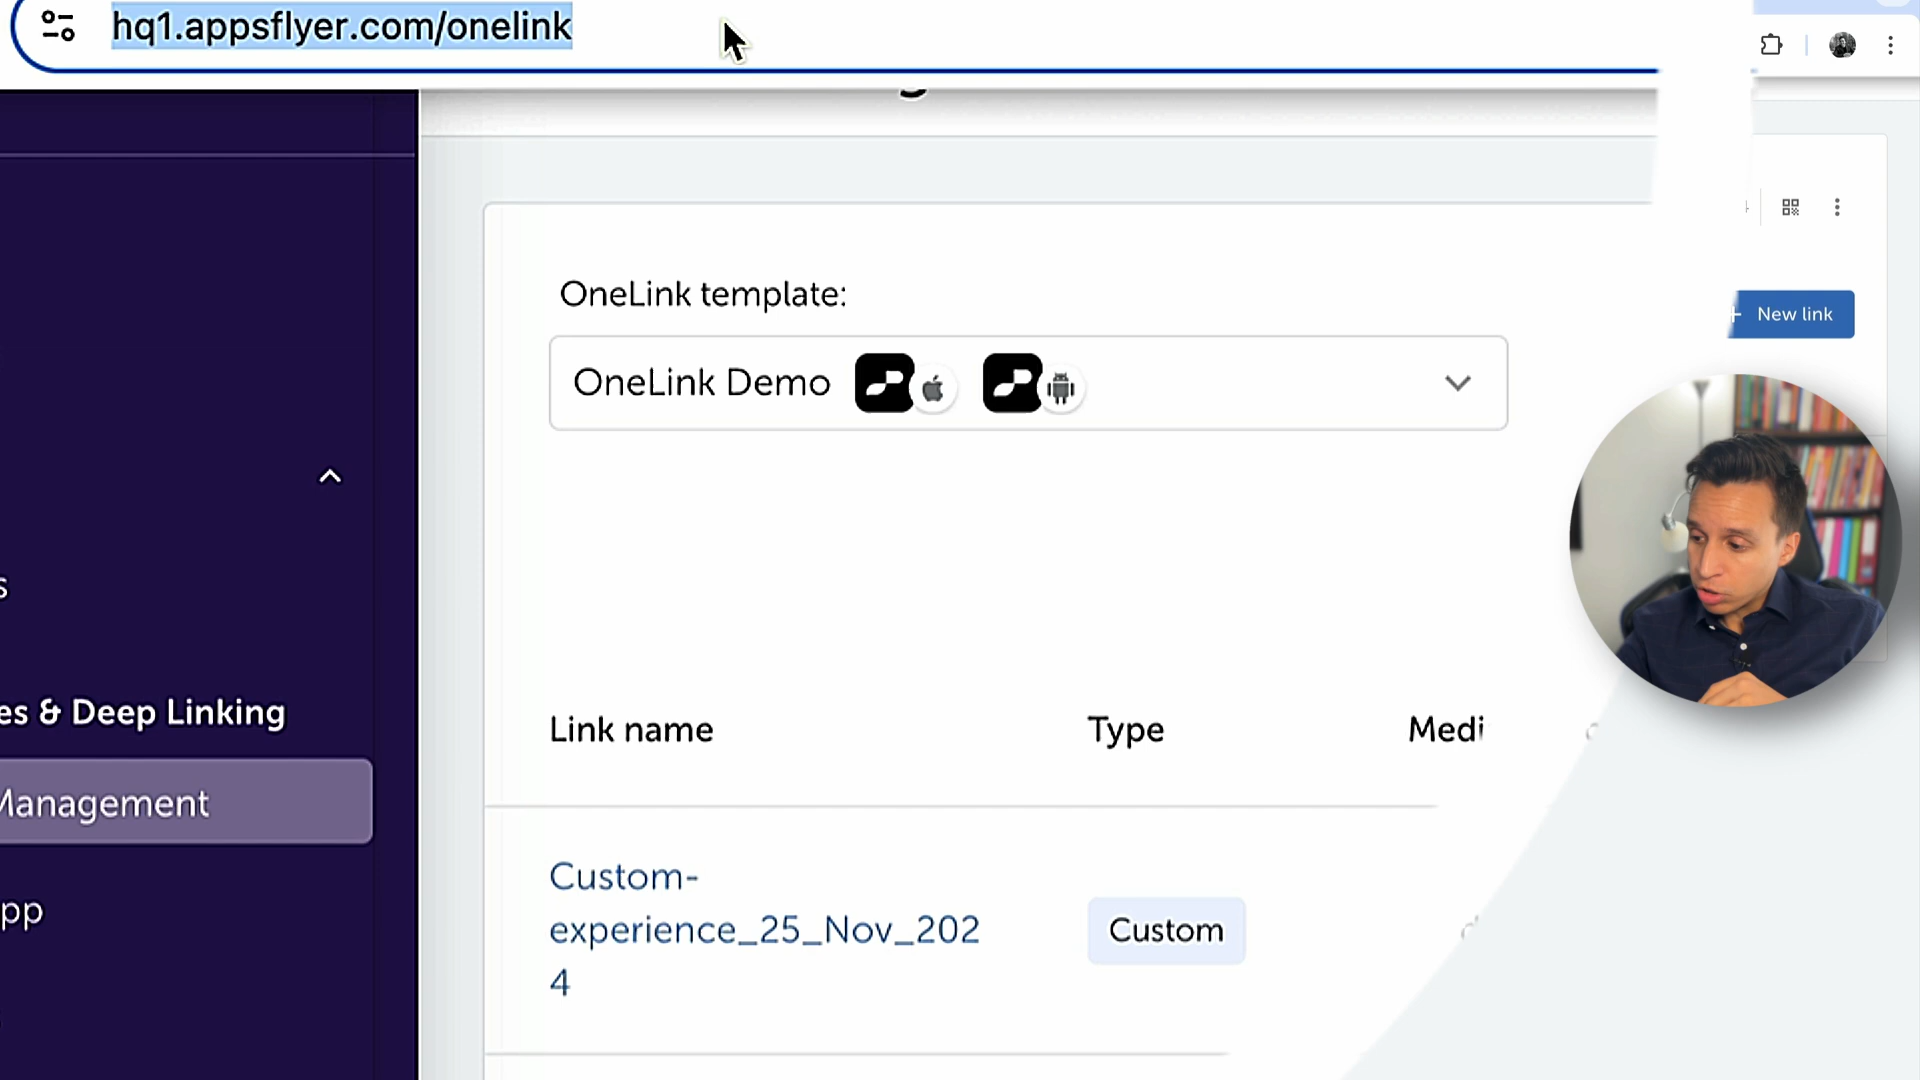 hq1.appsflyer.com/onelink
OneLink template:
New link
OneLink Demo
es & Deep Linking
Link name
Type
Medi
Management
Custom-
experience_25_Nov_202
4
Custom
pp
s